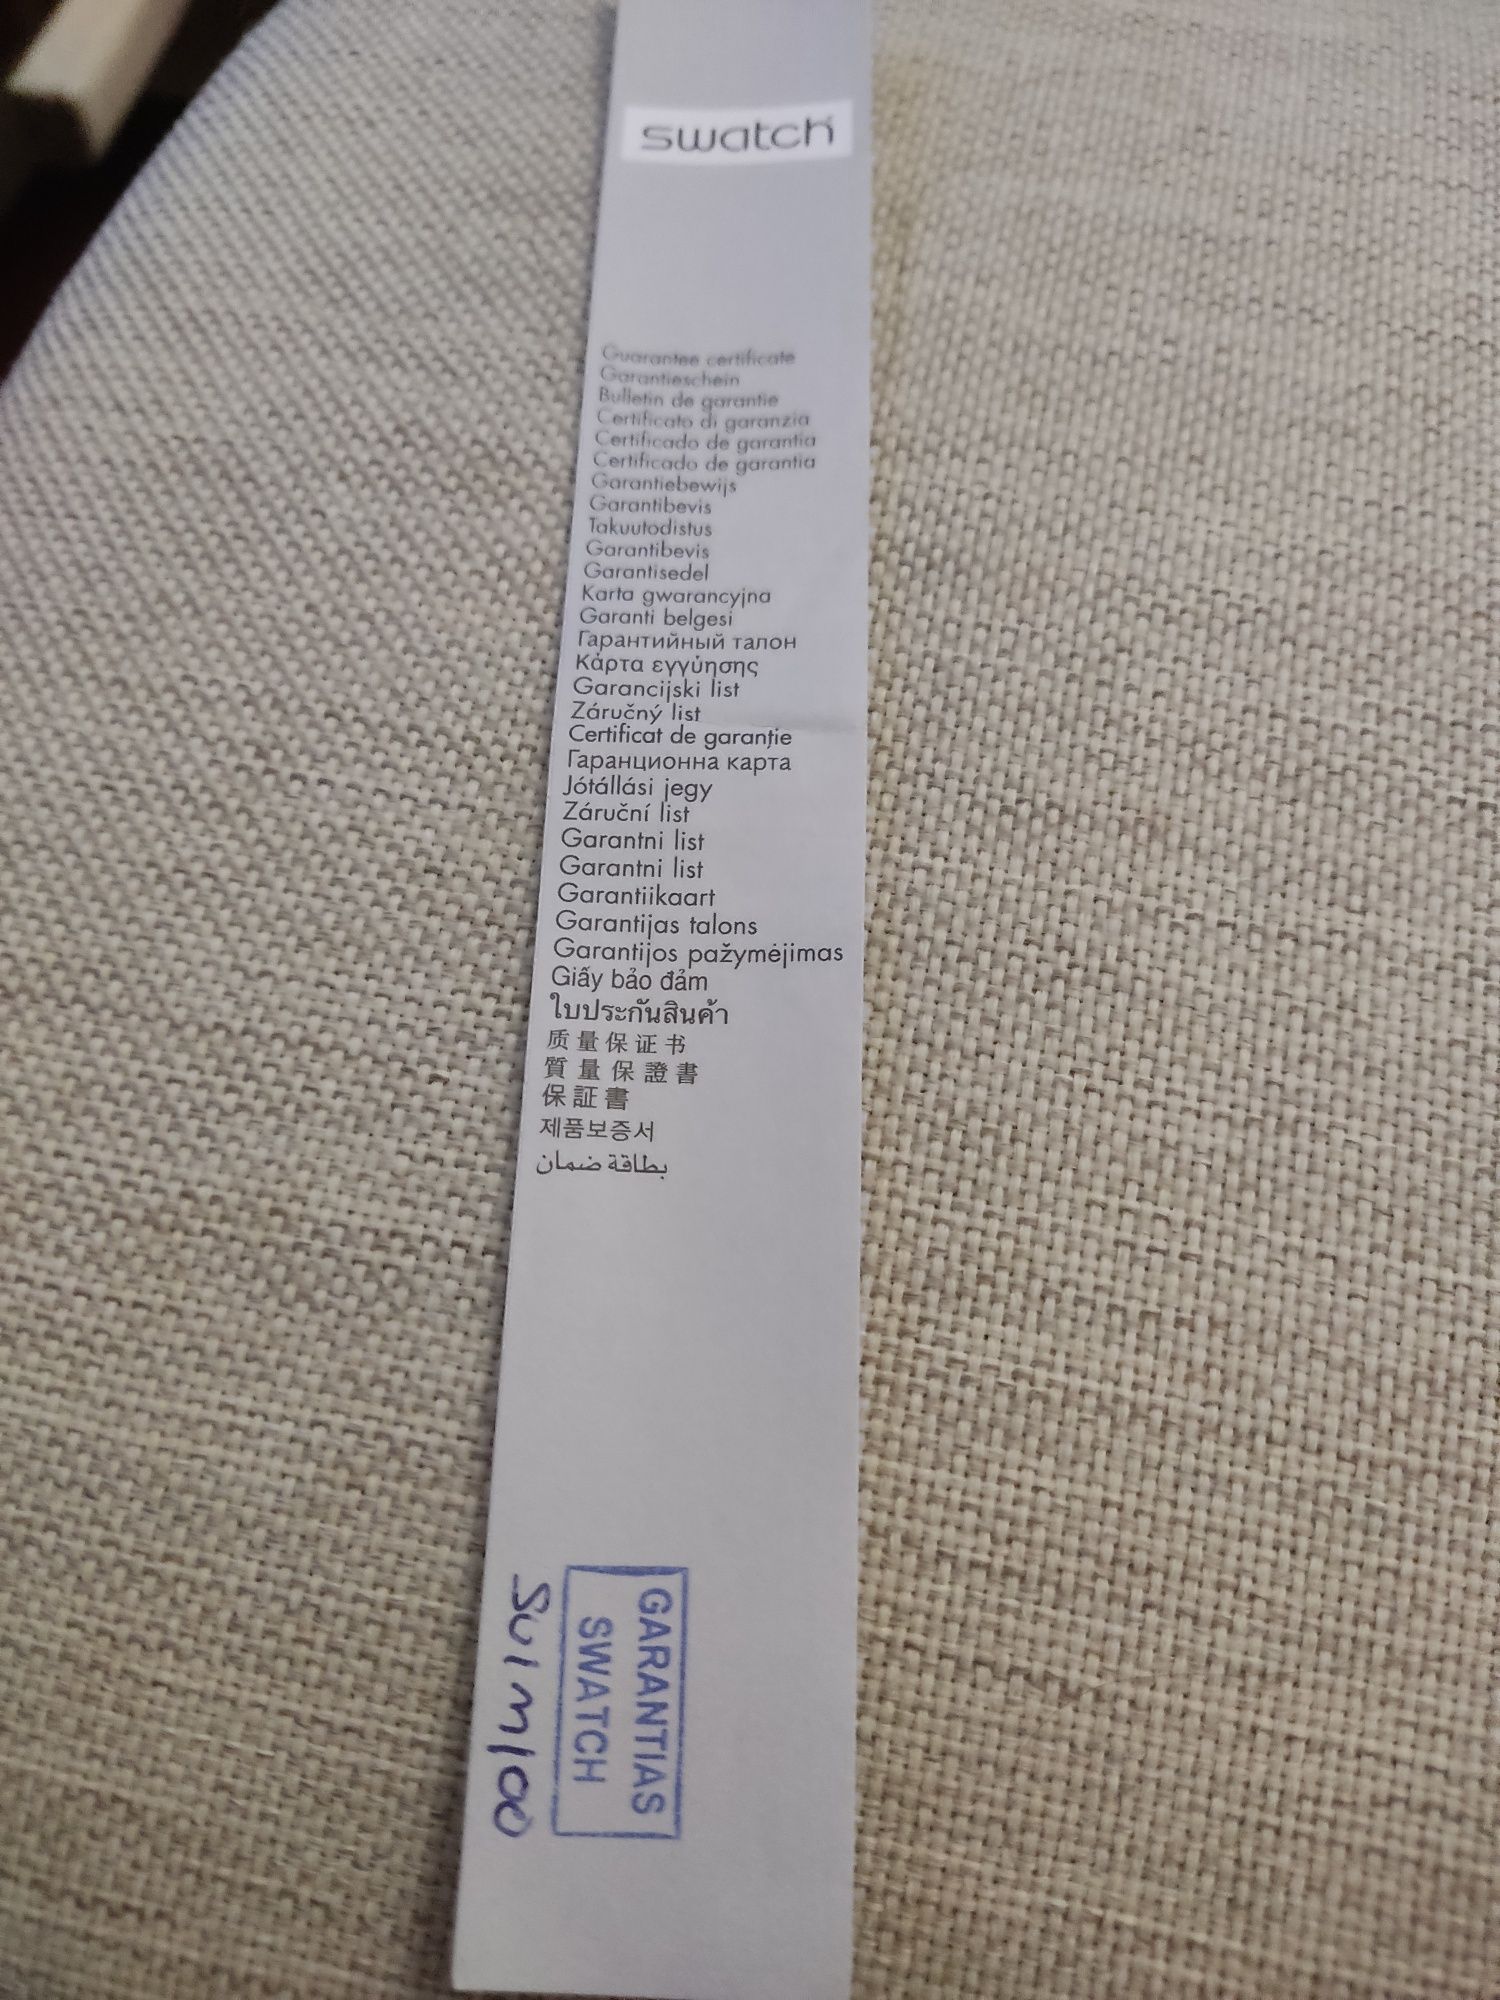 swatch
Guarantee certificate
Garantieschein
Bulletin de garantie
Certificato di garanzia
Certificado de garantia
Certificado de garantia
Garantiebewijs
Garantibevis
Takuutodistus
Garantibevis
Garantisedel
Karta gwarancyjna
Garanti belgesi
Гарантийный талон
Κάρτα εγγύησης
Garancijski list
Záručný list
Certificat de garanţie
Гаранционна карта
Jótállási jegy
Záruční list
Garantni list
Garantni list
Garantiikaart
Garantijas talons
Garantijos pažymėjimas
Giấy bảo đảm
ใบประกันสินค้า
质量保证书
質量保證書
保証書
제품보증서
بطاقة ضمان
GARANTIAS
SWATCH